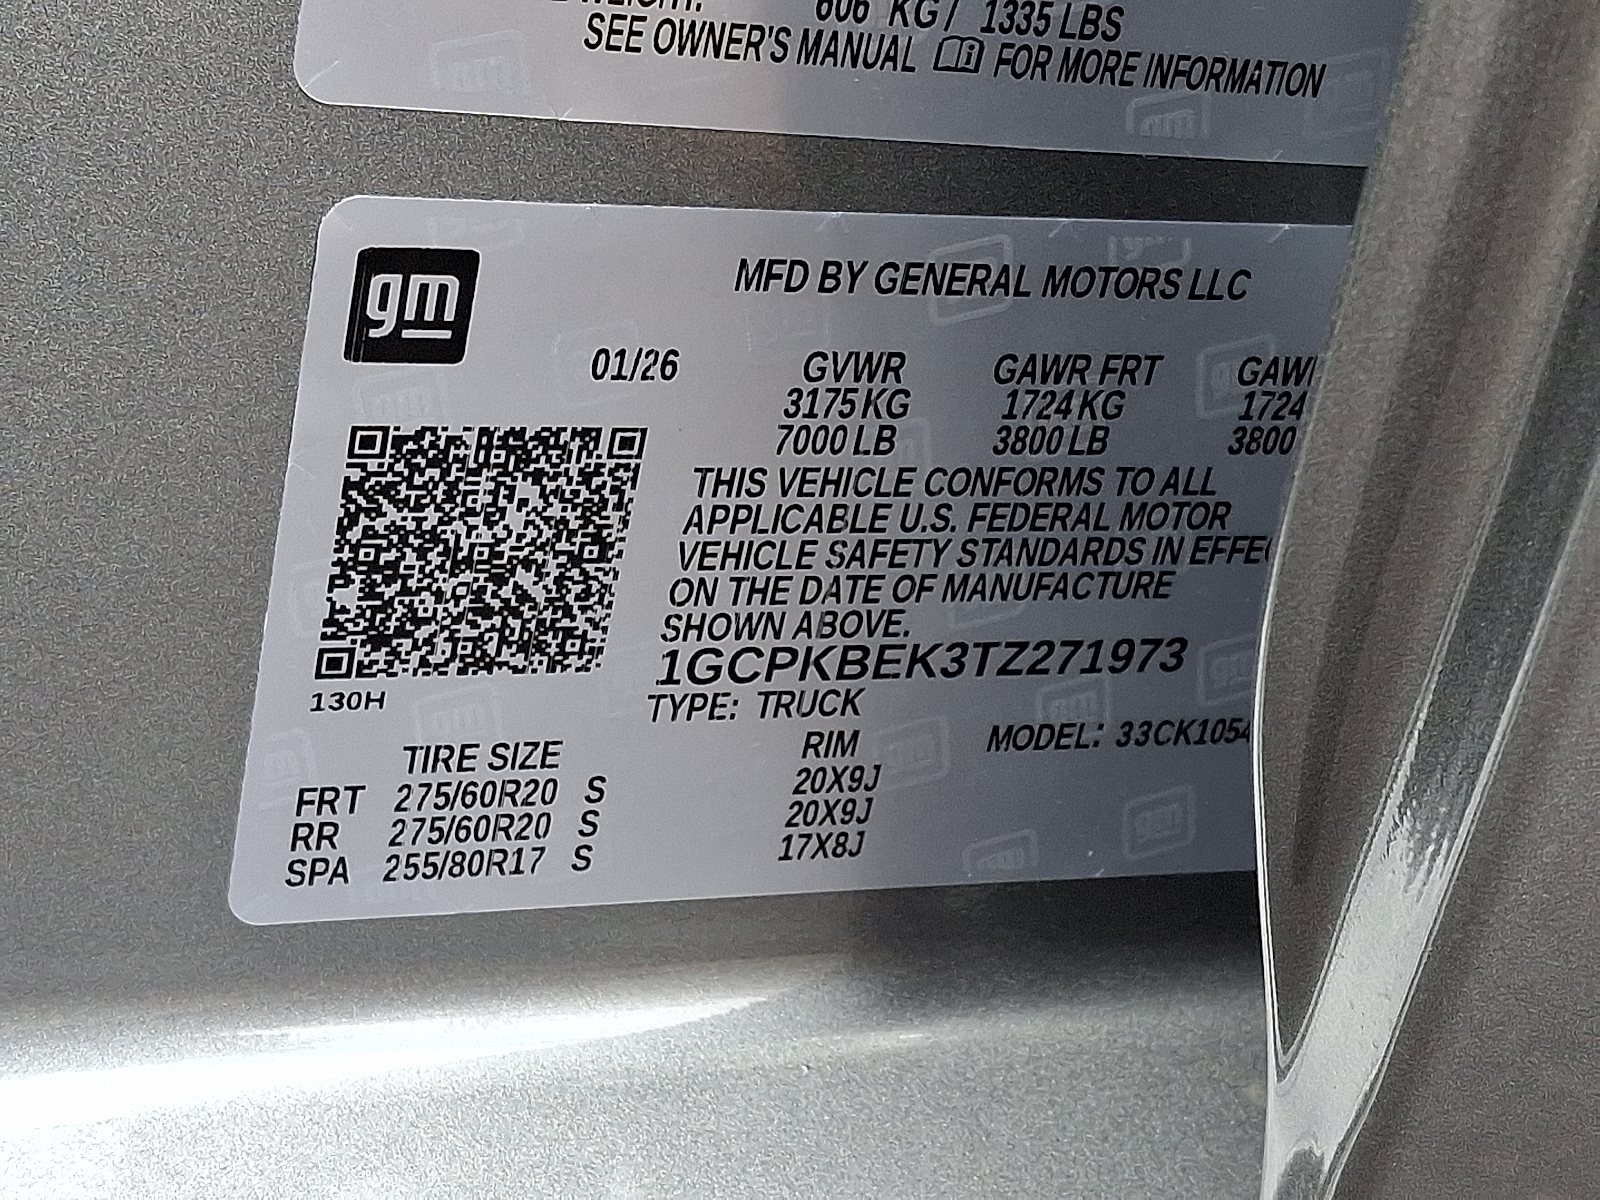 606 KG / 1335 LBS
SEE OWNER'S MANUAL FOR MORE INFORMATION
gm
MFD BY GENERAL MOTORS LLC
01/26 GVWR GAWR FRT
3175 KG 1724 KG 1724
7000 LB 3800 LB 3800
THIS VEHICLE CONFORMS TO ALL
APPLICABLE U.S. FEDERAL MOTOR
VEHICLE SAFETY STANDARDS IN EFFE
ON THE DATE OF MANUFACTURE
SHOWN ABOVE.
1GCPKBEK3TZ271973
130H
TYPE: TRUCK
MODEL: 33CK1054
TIRE SIZE RIM
FRT 275/60R20 S 20X9J
RR 275/60R20 S 20X9J
SPA 255/80R17 S 17X8J